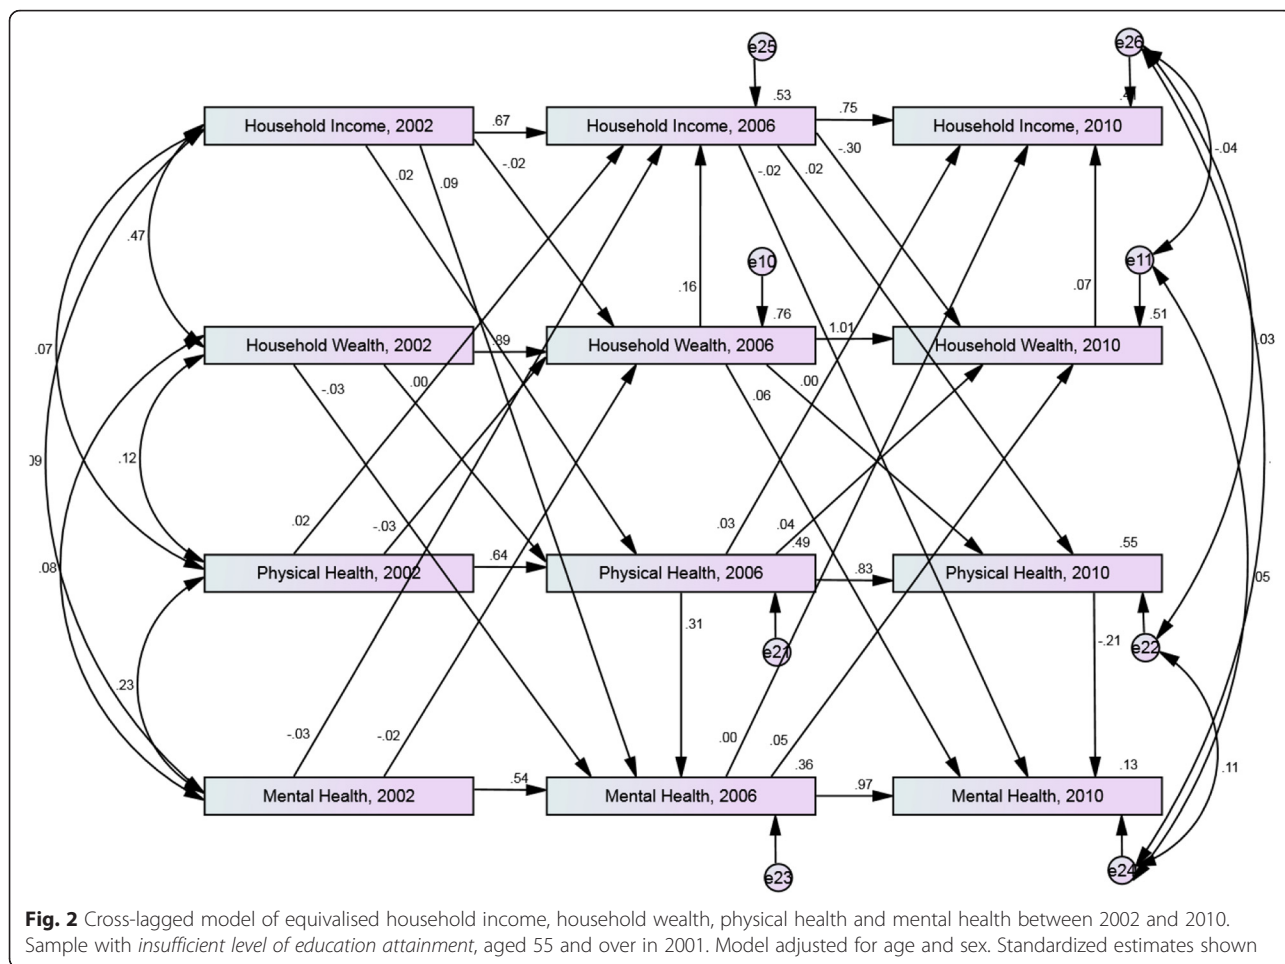 e25
e26
.53
.75
.67
Household Income, 2002
Household Income, 2006
Household Income, 2010
-.02
-.30
-.04
.02
.09
-.02
.02
.47
e10
e11
.16
.07
.76
.51
1.01
.89
Household Wealth, 2002
Household Wealth, 2006
Household Wealth, 2010
.03
.07
-.03
.00
.06
.00
.12
.02
-.03
.03
.04
.49
.55
.64
.83
Physical Health, 2002
Physical Health, 2006
Physical Health, 2010
.08
.05
.31
-.21
e21
e22
.23
-.03
-.02
.00
.05
.36
.13
.11
.54
.97
Mental Health, 2002
Mental Health, 2006
Mental Health, 2010
e23
e24
Fig. 2 Cross-lagged model of equivalised household income, household wealth, physical health and mental health between 2002 and 2010.
Sample with insufficient level of education attainment, aged 55 and over in 2001. Model adjusted for age and sex. Standardized estimates shown